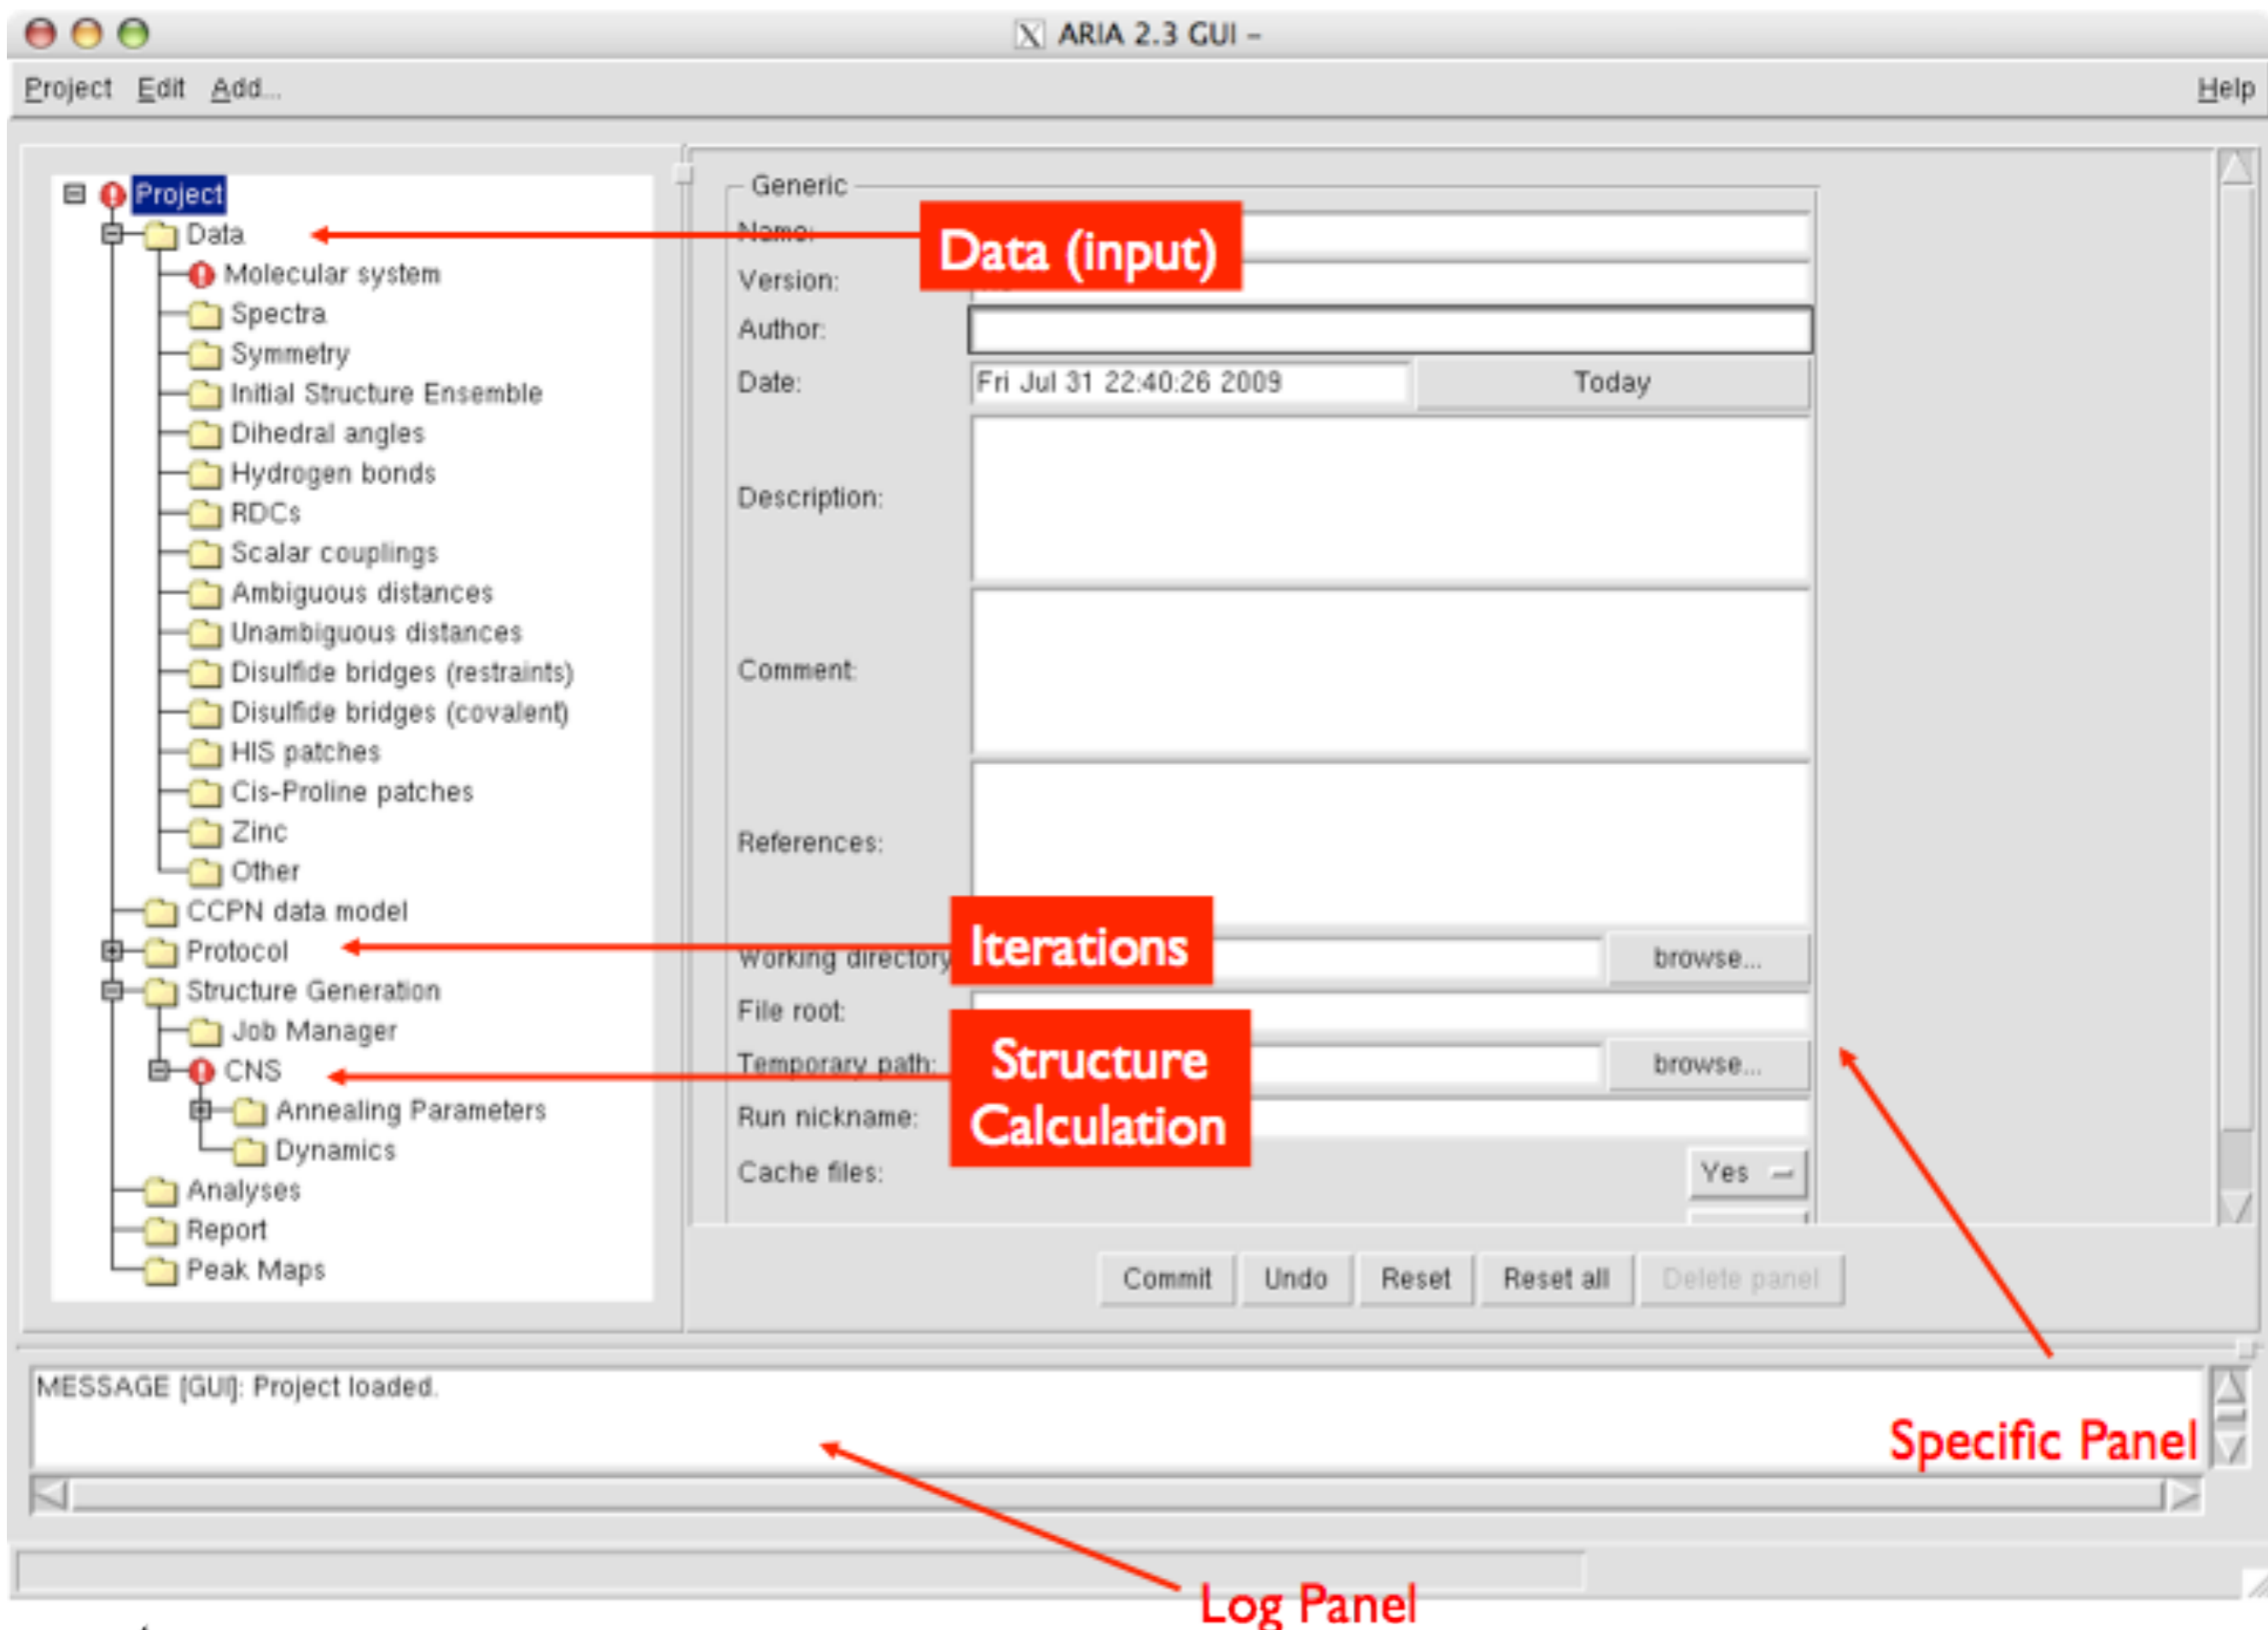 ARIA 2.3 GUI –
Project Edit Add... Help
Project
Data
Molecular system
Spectra
Symmetry
Initial Structure Ensemble
Dihedral angles
Hydrogen bonds
RDCs
Scalar couplings
Ambiguous distances
Unambiguous distances
Disulfide bridges (restraints)
Disulfide bridges (covalent)
HIS patches
Cis-Proline patches
Zinc
Other
CCPN data model
Protocol
Structure Generation
Job Manager
CNS
Annealing Parameters
Dynamics
Analyses
Report
Peak Maps
Generic
Name:
Data (input)
Version:
Author:
Date: Fri Jul 31 22:40:26 2009 Today
Description:
Comment:
References:
Iterations
Working directory browse...
File root:
Structure
Calculation
Temporary path: browse...
Run nickname:
Cache files: Yes
Commit Undo Reset Reset all Delete panel
MESSAGE [GUI]: Project loaded.
Specific Panel
Log Panel